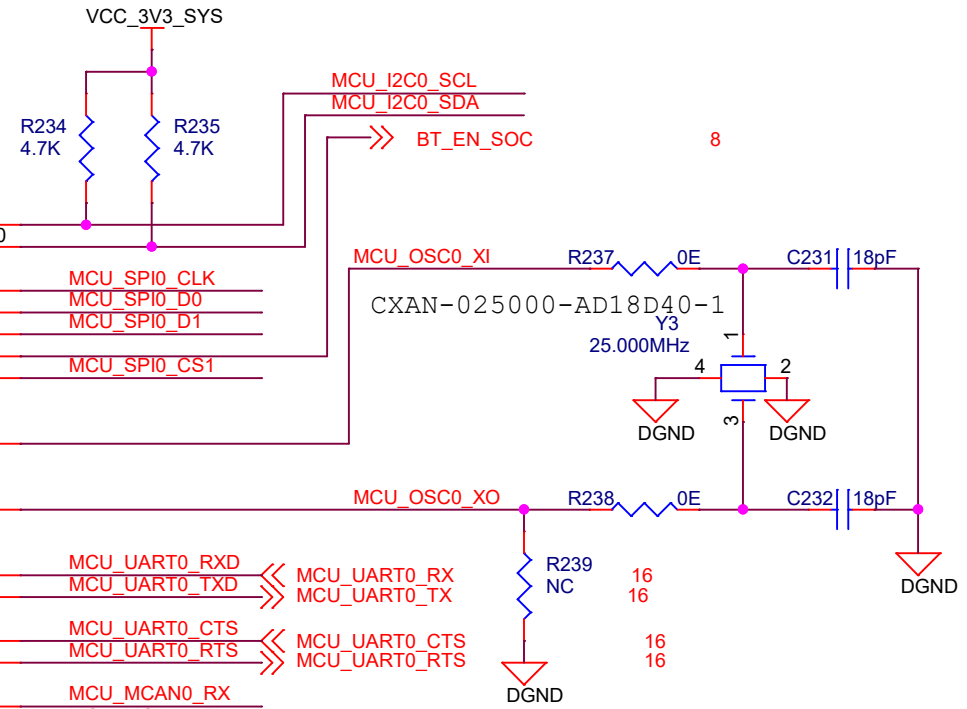 VCC_3V3_SYS
MCU_I2C0_SCL
MCU_I2C0_SDA
R234
4.7K
R235
4.7K
BT_EN_SOC 8
0
MCU_OSC0_XI R237 0E C231 18pF
MCU_SPI0_CLK
MCU_SPI0_D0
MCU_SPI0_D1
MCU_SPI0_CS1
CXAN-025000-AD18D40-1
Y3
25.000MHz
1
4 2
3
DGND DGND
MCU_OSC0_XO R238 0E C232 18pF
DGND
R239
NC
DGND
MCU_UART0_RXD MCU_UART0_RX 16
MCU_UART0_TXD MCU_UART0_TX 16
MCU_UART0_CTS MCU_UART0_CTS 16
MCU_UART0_RTS MCU_UART0_RTS 16
MCU_MCAN0_RX